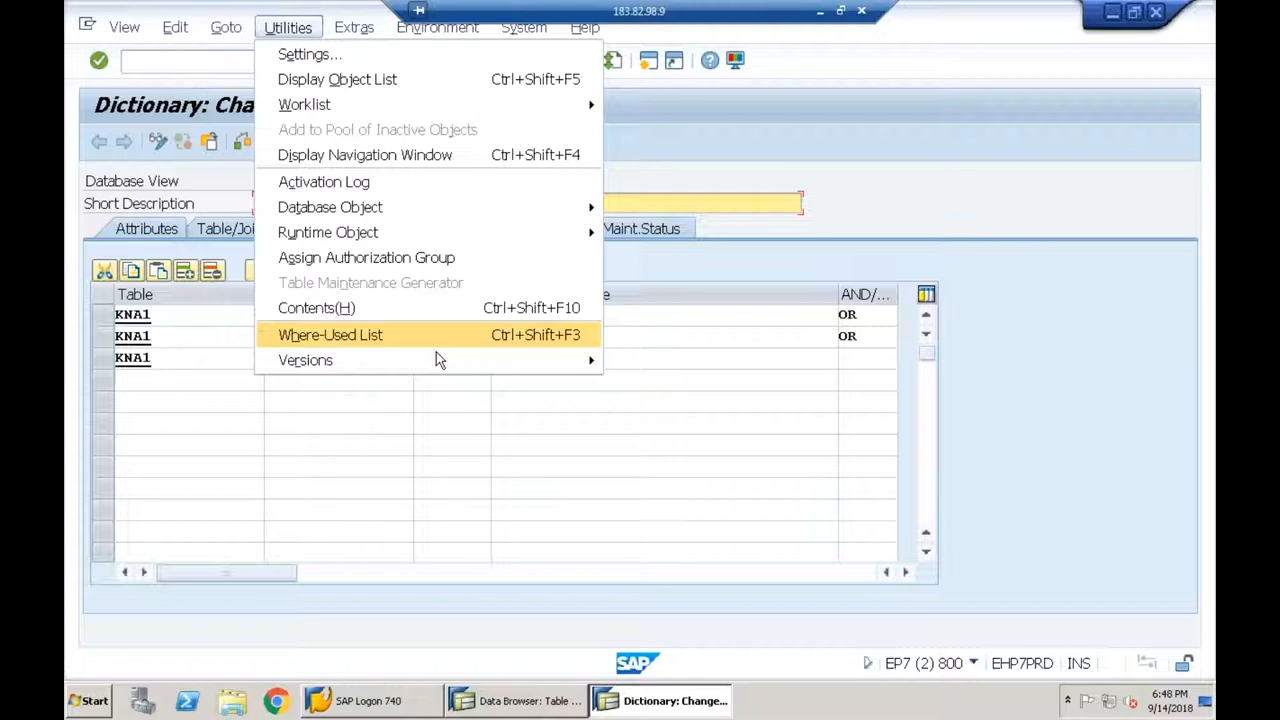 183.82.98.9
View Edit Goto Utilities Extras Environment System Help
Settings...
Display Object List Ctrl+Shift+F5
Worklist
Add to Pool of Inactive Objects
Display Navigation Window Ctrl+Shift+F4
Activation Log
Database Object
Runtime Object
Assign Authorization Group
Table Maintenance Generator
Contents(H) Ctrl+Shift+F10
Where-Used List Ctrl+Shift+F3
Versions
Dictionary: Cha
Database View
Short Description
Attributes Table/Joi Maint.Status
Table AND/...
KNA1 OR
KNA1 OR
KNA1
SAP EP7 (2) 800 EHP7PRD INS
Start SAP Logon 740 Data Browser: Table ... Dictionary: Change... 6:48 PM
9/14/2018